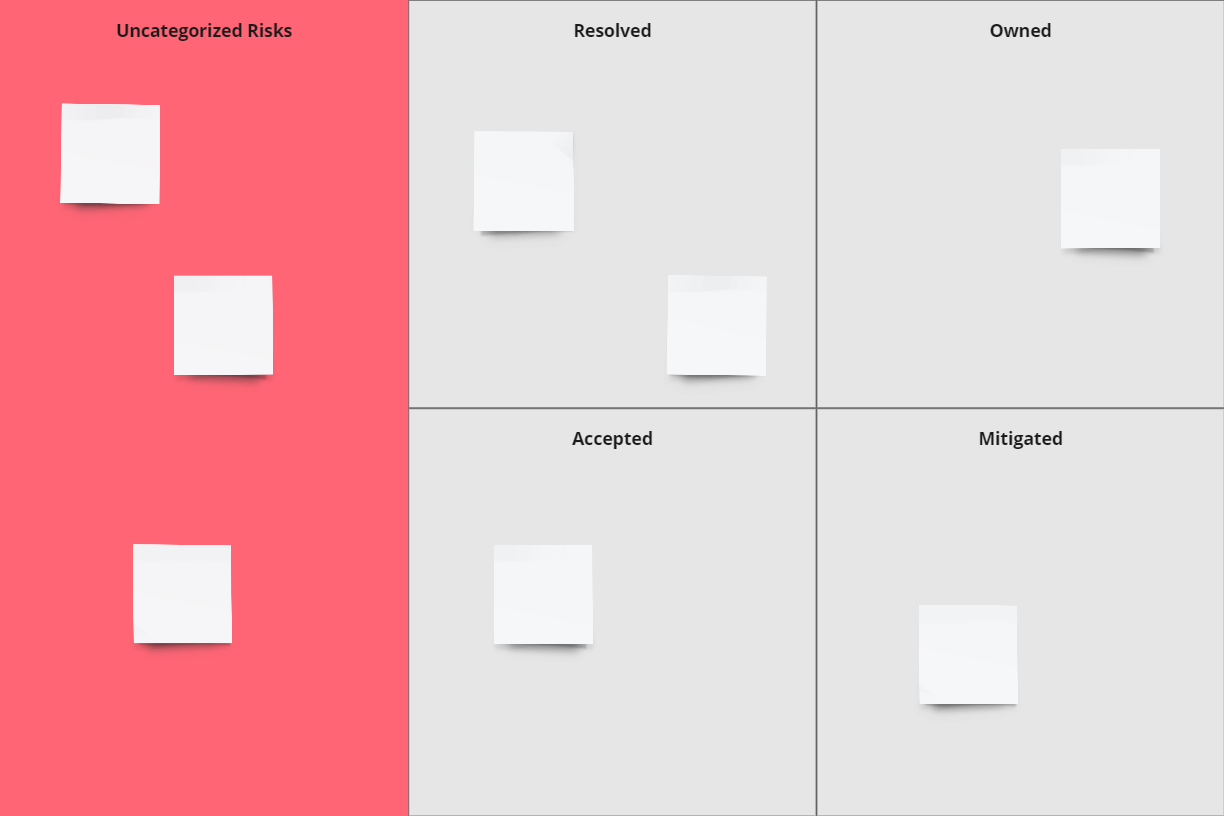 Uncategorized Risks
Resolved
Owned
Accepted
Mitigated